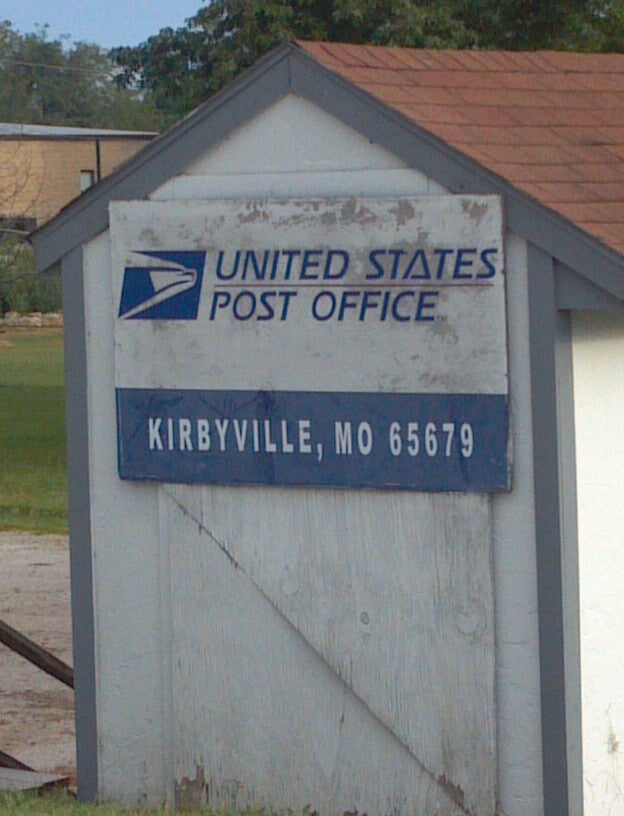 UNITED STATES
POST OFFICE
KIRBYVILLE, MO 65679